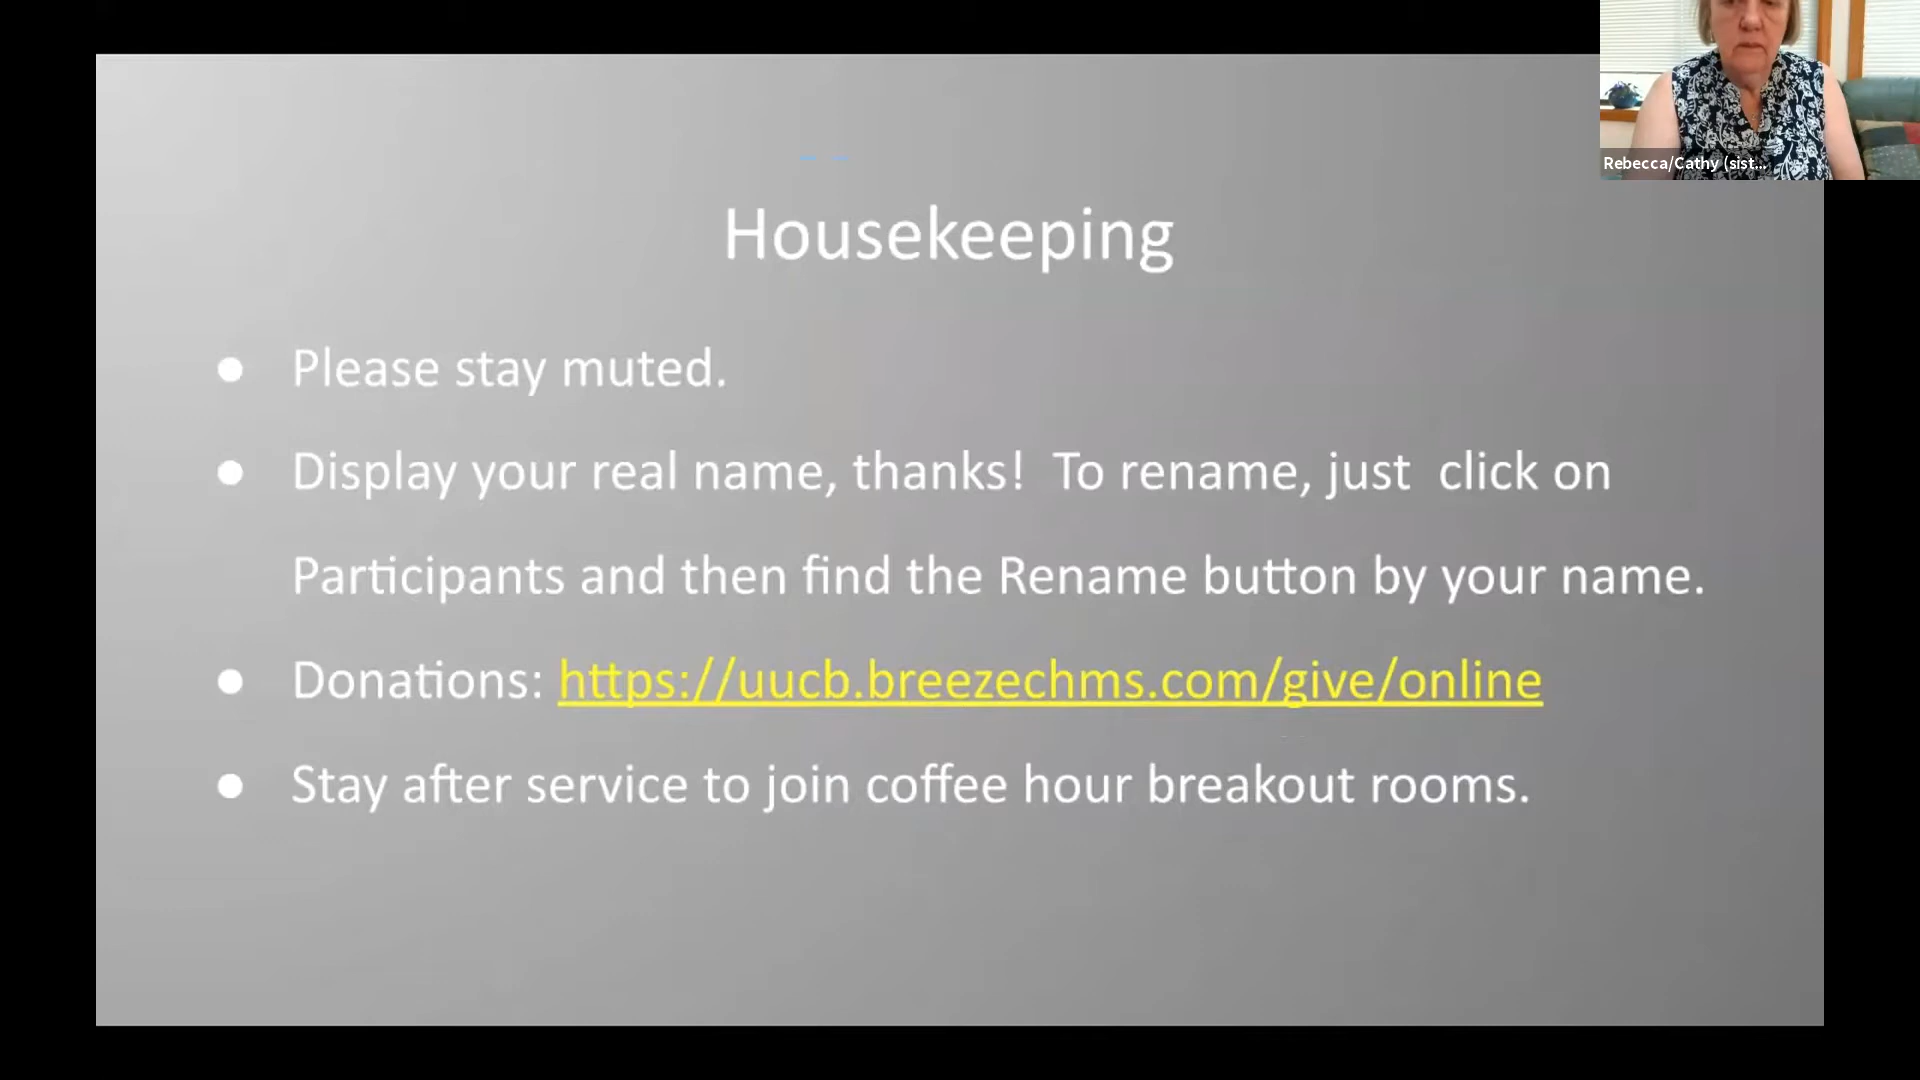 Rebecca/Cathy (sist...
Housekeeping
● Please stay muted.
● Display your real name, thanks!  To rename, just  click on
Participants and then find the Rename button by your name.
● Donations: https://uucb.breezechms.com/give/online
● Stay after service to join coffee hour breakout rooms.